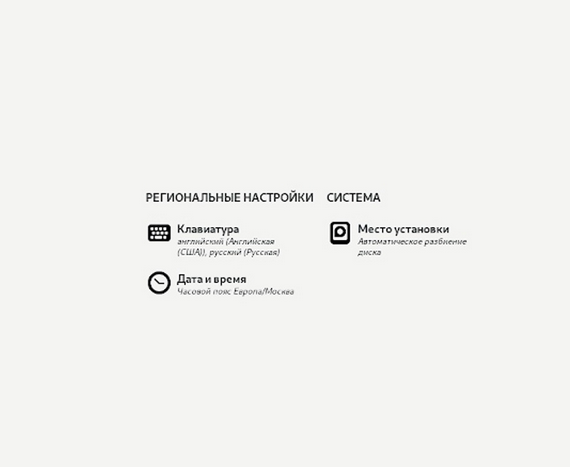 РЕГИОНАЛЬНЫЕ НАСТРОЙКИ
Клавиатура
английский (Английская
(США)), русский (Русская)
Дата и время
Часовой пояс Европа/Москва
СИСТЕМА
Место установки
Автоматическое разбиение
диска